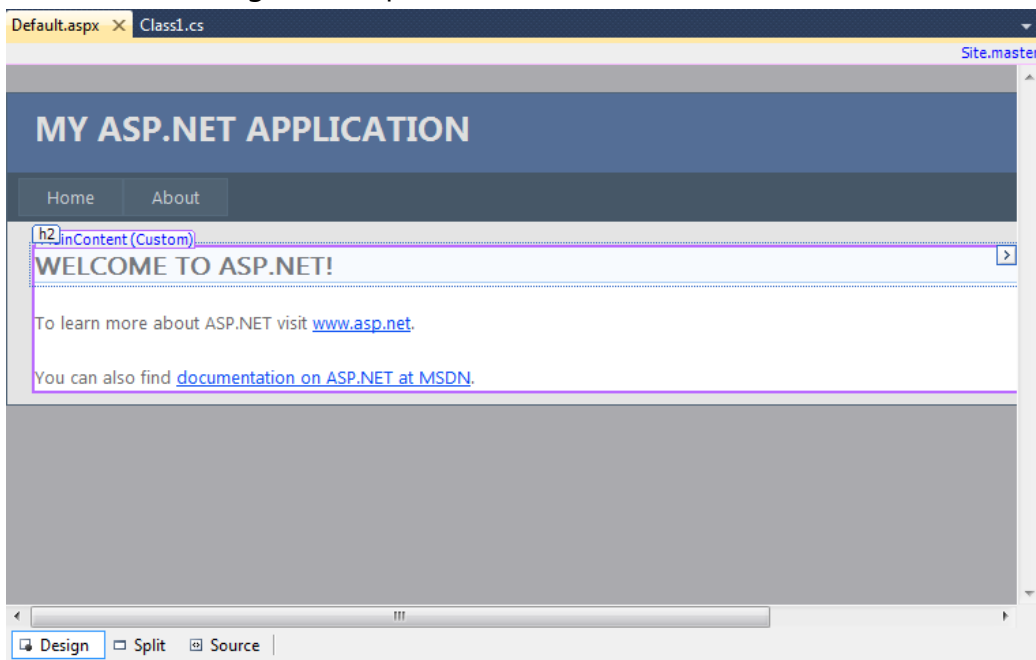 Default.aspx Class1.cs
Site.master
MY ASP.NET APPLICATION
Home About
h2
MainContent (Custom)
WELCOME TO ASP.NET!
To learn more about ASP.NET visit www.asp.net.
You can also find documentation on ASP.NET at MSDN.
Design Split Source